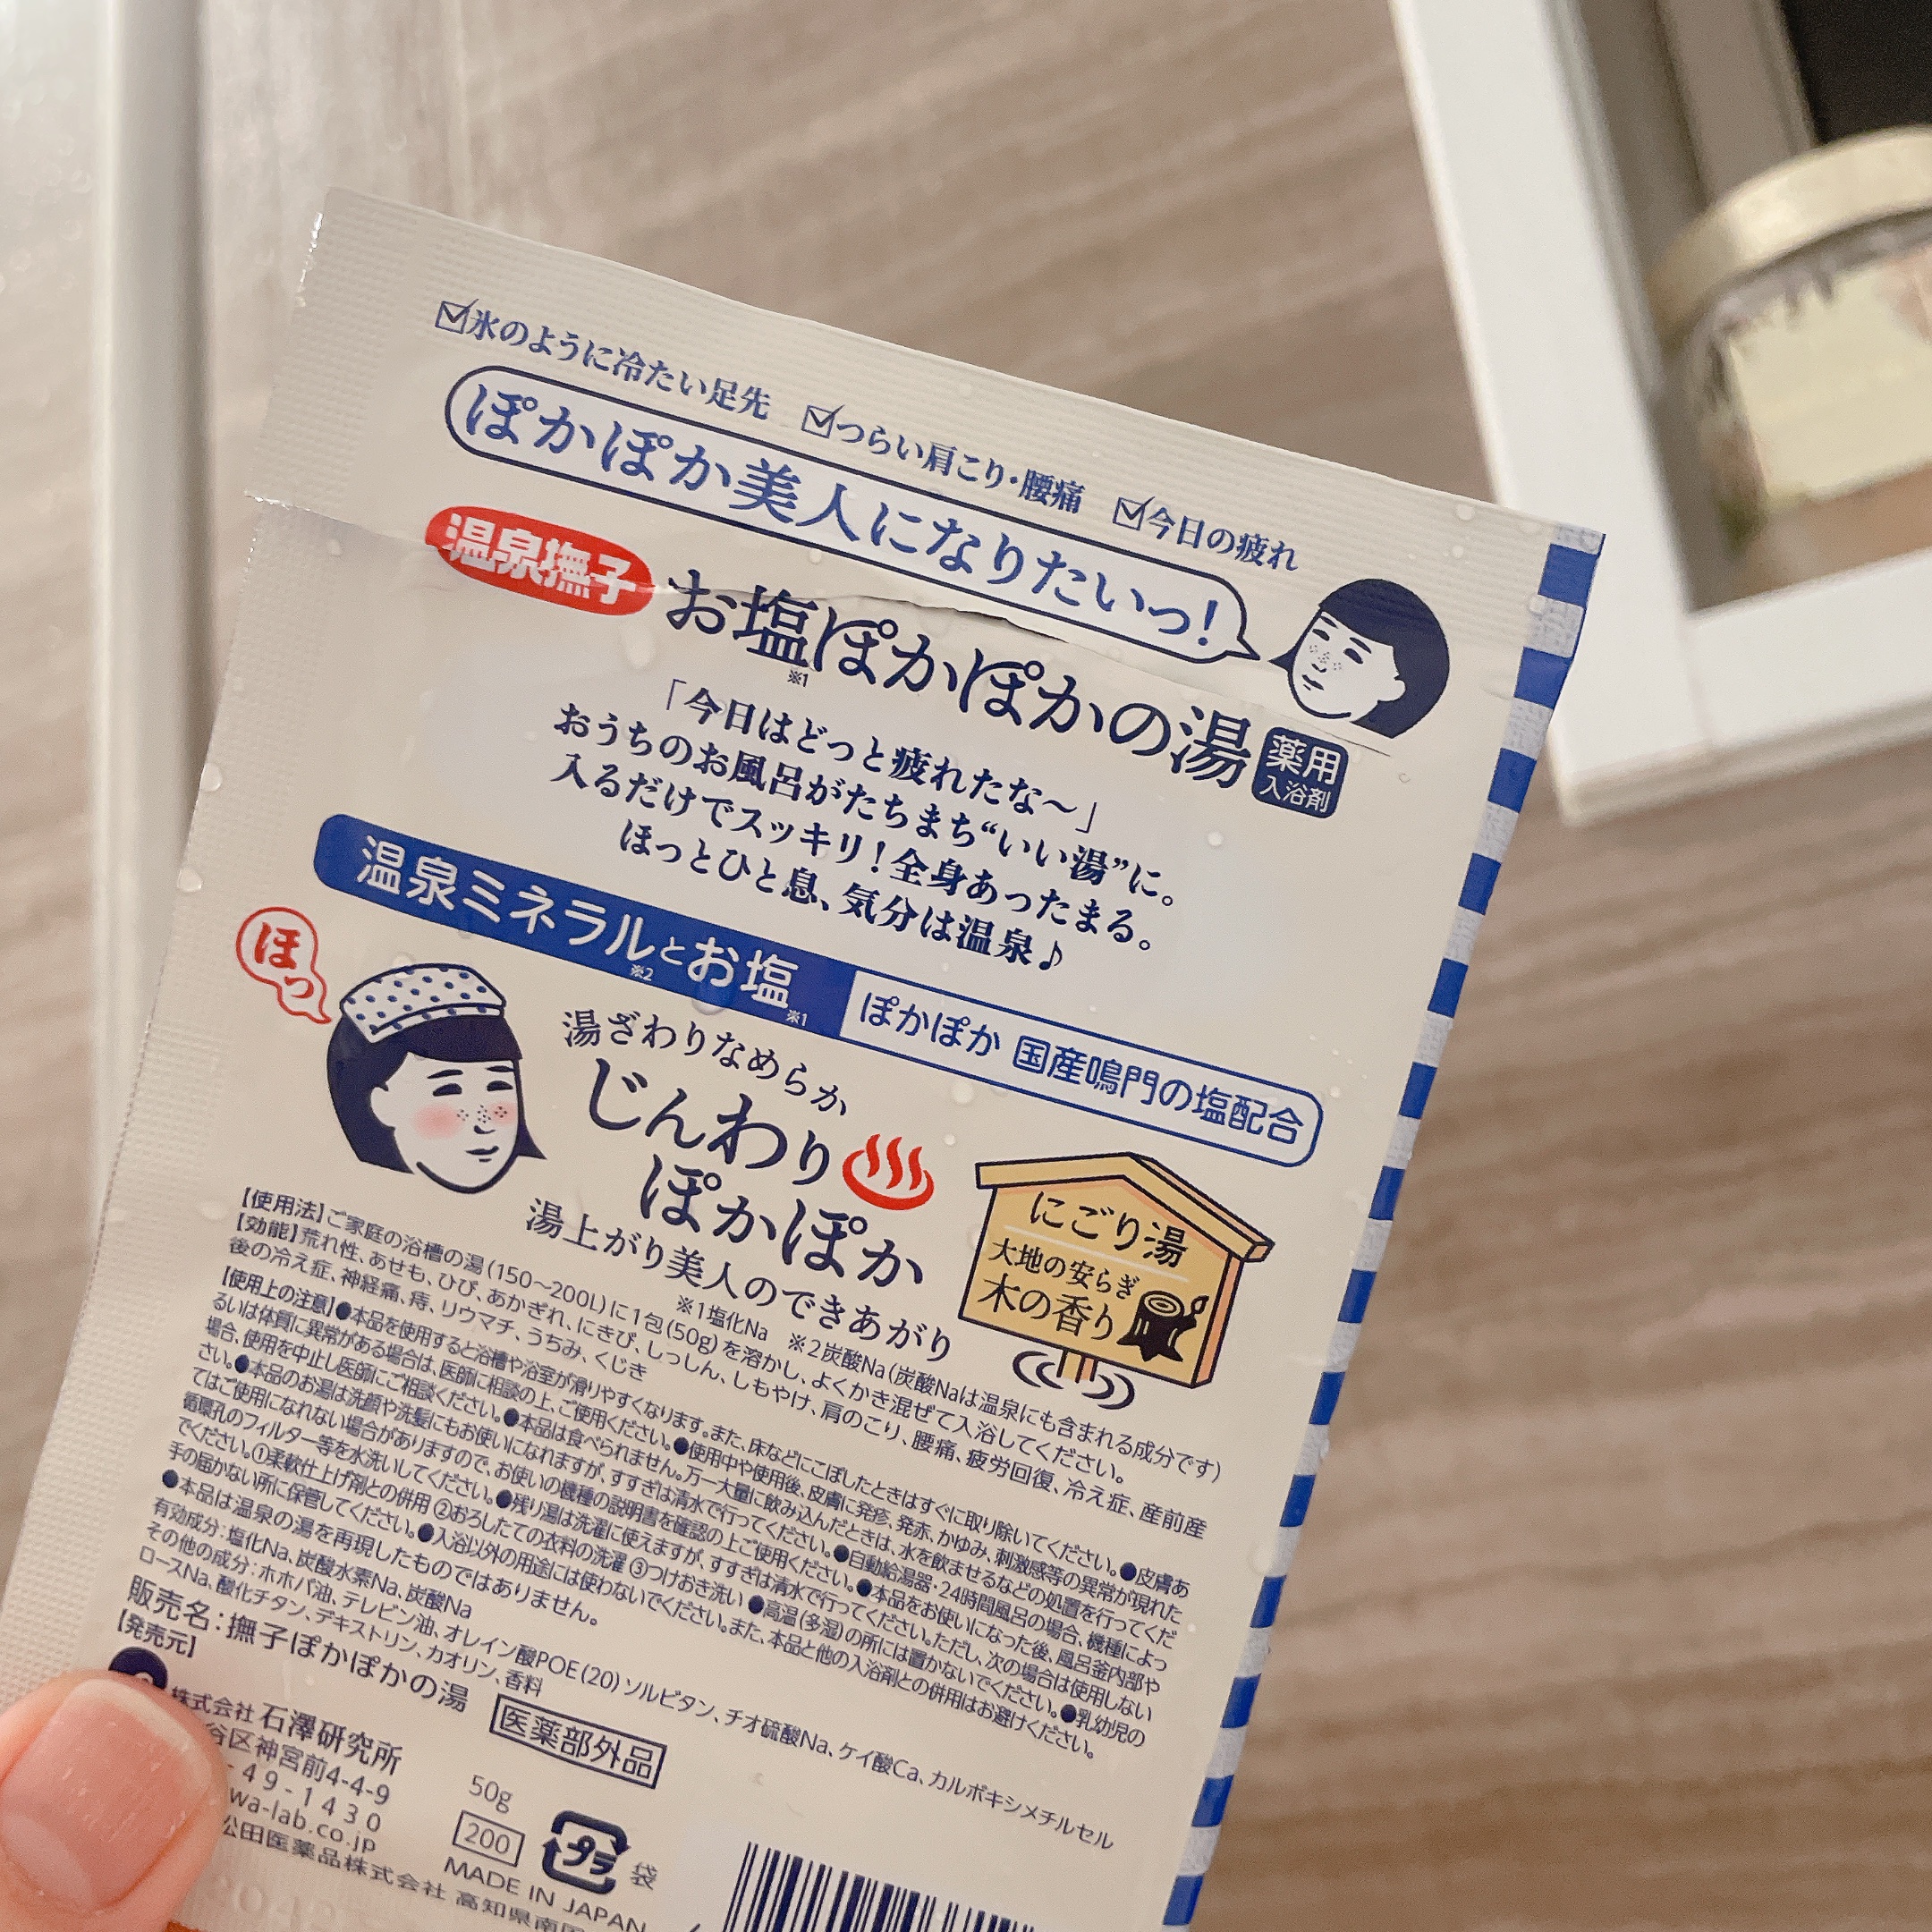 ☑氷のように冷たい足先 ☑つらい肩こり・腰痛 ☑今日の疲れ
ぽかぽか美人になりたいっ!
温泉撫子
お塩ぽかぽかの湯
※1
薬用
入浴剤
「今日はどっと疲れたな〜」
おうちのお風呂がたちまち“いい湯”に。
入るだけでスッキリ!全身あったまる。
ほっとひと息、気分は温泉♪
温泉ミネラルとお塩 ぽかぽか 国産鳴門の塩配合
※2 ※1
ほっ
湯ざわりなめらか
じんわり
ぽかぽか
湯上がり美人のできあがり
にごり湯
大地の安らぎ
木の香り
※1塩化Na ※2炭酸Na(炭酸Naは温泉にも含まれる成分です)
【使用法】ご家庭の浴槽の湯(150〜200L)に1包(50g)を溶かし、よくかき混ぜて入浴してください。
【効能】荒れ性、あせも、ひび、あかぎれ、にきび、しっしん、しもやけ、肩のこり、腰痛、疲労回復、冷え症、産前産
後の冷え症、神経痛、痔、リウマチ、うちみ、くじき
【使用上の注意】●本品を使用すると浴槽や浴室が滑りやすくなります。また、床などにこぼしたときはすぐに取り除いてください。●皮膚あ
るいは体質に異常がある場合は、医師に相談の上、ご使用ください。●使用中や使用後、皮膚に発疹、発赤、かゆみ、刺激感等の異常が現れた
場合、使用を中止し医師にご相談ください。●本品は食べられません。万一大量に飲み込んだときは、水を飲ませるなどの処置を行ってくだ
さい。●本品のお湯は洗顔や洗髪にもお使いになれますが、すすぎは清水で行ってください。●自動給湯器・24時間風呂の場合、機種によっ
てはご使用になれない場合がありますので、お使いの機種の説明書を確認の上ご使用ください。●本品をお使いになった後、風呂釜内部や
循環孔のフィルター等を水洗いしてください。●残り湯は洗濯に使えますが、すすぎは清水で行ってください。ただし、次の場合は使用しない
でください。①柔軟仕上げ剤との併用 ②おろしたての衣料の洗濯 ③つけおき洗い ●高温(多湿)の所には置かないでください。●乳幼児の
手の届かない所に保管してください。●入浴以外の用途には使わないでください。また、本品と他の入浴剤との併用はお避けください。
●本品は温泉の湯を再現したものではありません。
有効成分:塩化Na、炭酸水素Na、炭酸Na
その他の成分:ホホバ油、テレビン油、オレイン酸POE(20)ソルビタン、チオ硫酸Na、ケイ酸Ca、カルボキシメチルセル
ロースNa、酸化チタン、デキストリン、カオリン、香料
販売名:撫子ぽかぽかの湯
医薬部外品
【発売元】
株式会社 石澤研究所
谷区神宮前4-4-9
-49-1430
wa-lab.co.jp
松田医薬品株式会社 高知県南国
50g
200
プラ
袋
MADE IN JAPAN